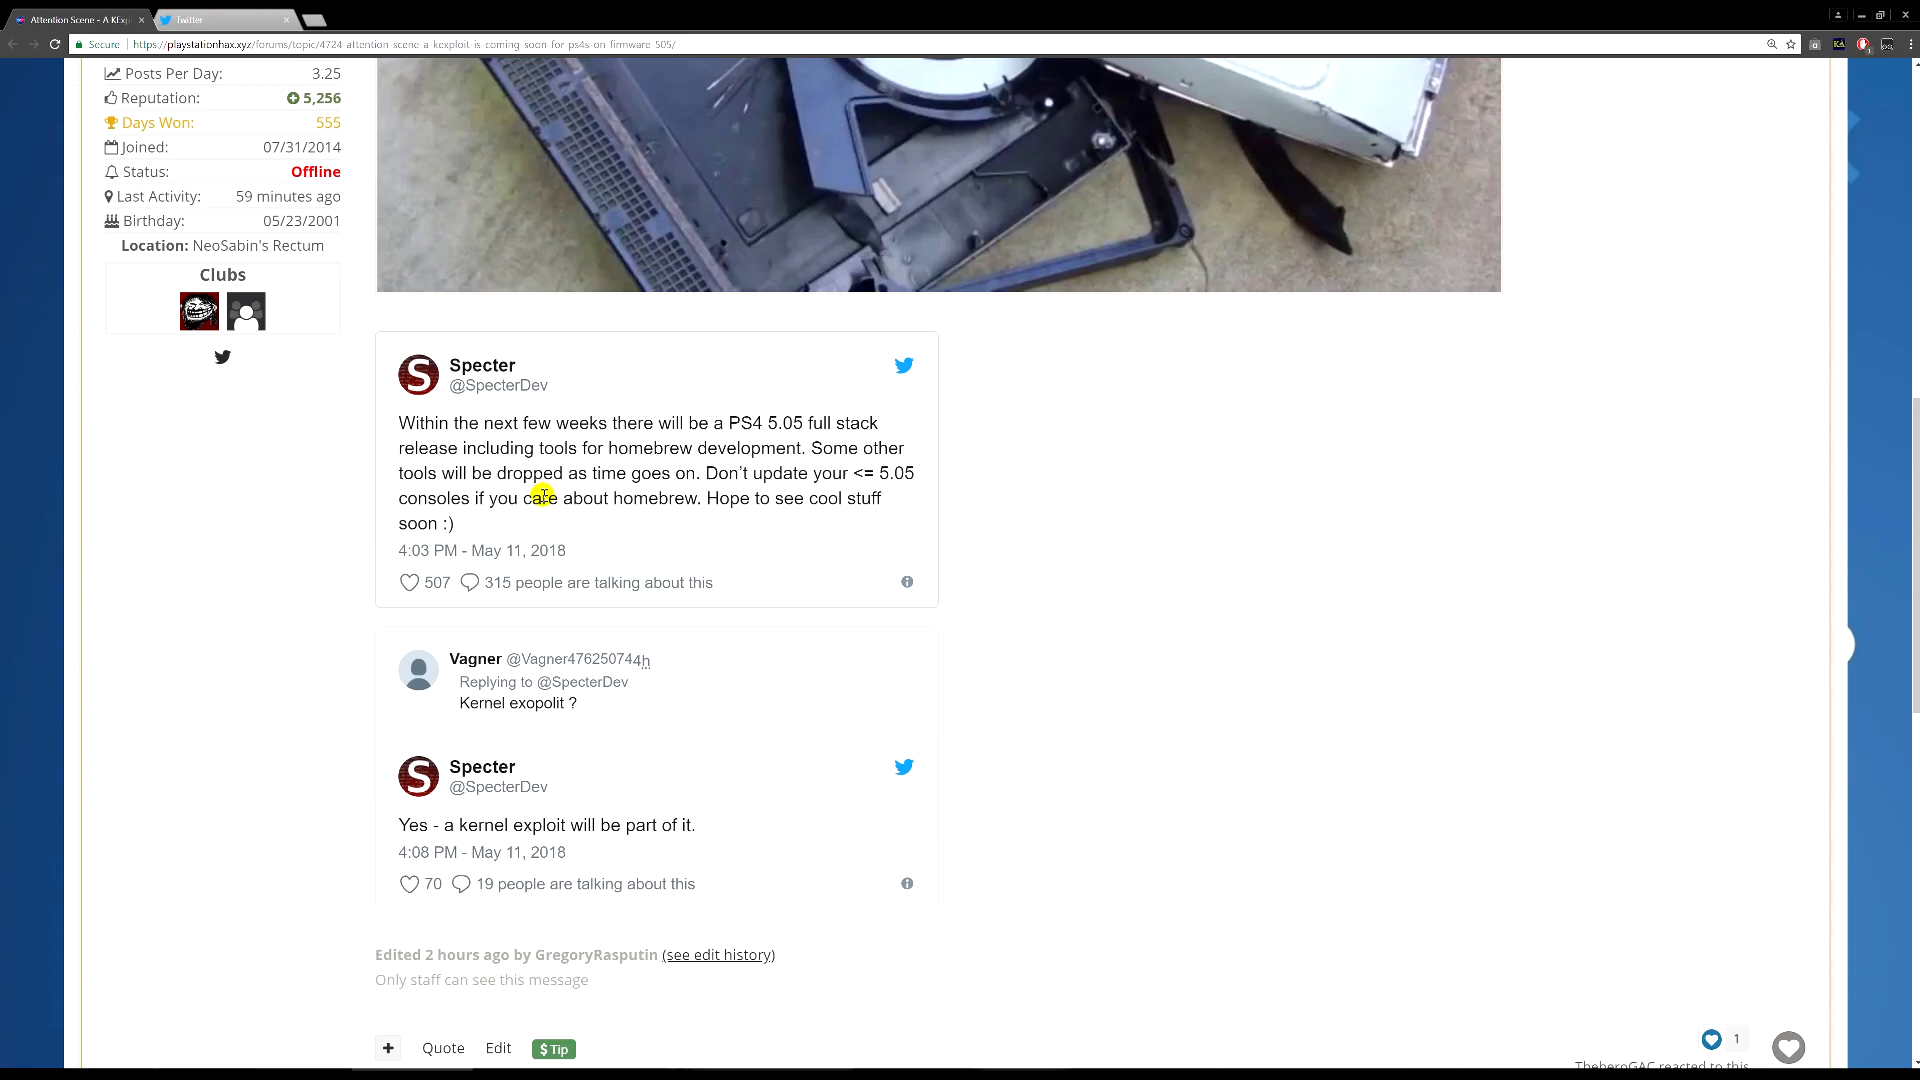 Attention Scene - A KExp
Twitter
Secure
https://playstationhax.xyz/forums/topic/4724-attention-scene-a-kexploit-is-coming-soon-for-ps4s-on-firmware-505/
Posts Per Day: 3.25
Reputation: 5,256
Days Won: 555
Joined: 07/31/2014
Status: Offline
Last Activity: 59 minutes ago
Birthday: 05/23/2001
Location: NeoSabin's Rectum
Clubs
Specter
@SpecterDev
Within the next few weeks there will be a PS4 5.05 full stack
release including tools for homebrew development. Some other
tools will be dropped as time goes on. Don't update your <= 5.05
consoles if you care about homebrew. Hope to see cool stuff
soon :)
4:03 PM - May 11, 2018
507 315 people are talking about this
Vagner @Vagner47625074 4h
Replying to @SpecterDev
Kernel exopolit ?
Specter
@SpecterDev
Yes - a kernel exploit will be part of it.
4:08 PM - May 11, 2018
70 19 people are talking about this
Edited 2 hours ago by GregoryRasputin (see edit history)
Only staff can see this message
+ Quote Edit $ Tip
1
TheheroGAC reacted to this